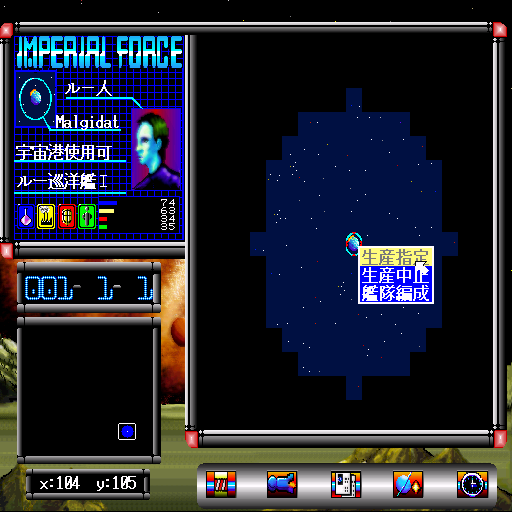 IMPERIAL FORCE
ルー人
Malgidat
宇宙港使用可
ルー巡洋艦Ⅰ
74
63
34
35
001- 1- 1
生産指定
生産中止
艦隊編成
x:104 y:105